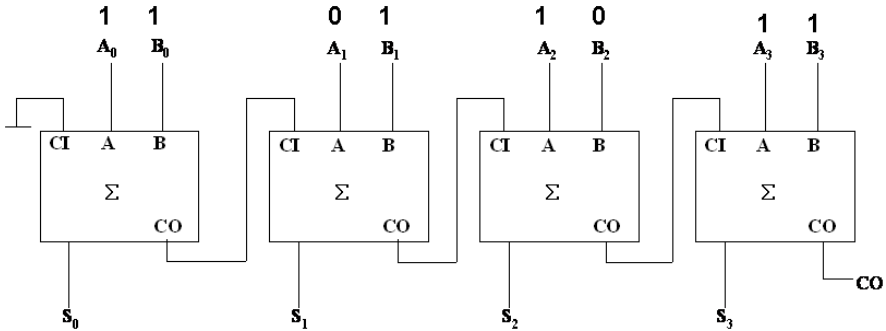 1 1 0 1 1 0 1 1
A₀ B₀ A₁ B₁ A₂ B₂ A₃ B₃
CI A B CI A B CI A B CI A B
Σ Σ Σ Σ
CO CO CO CO
CO
S₀ S₁ S₂ S₃